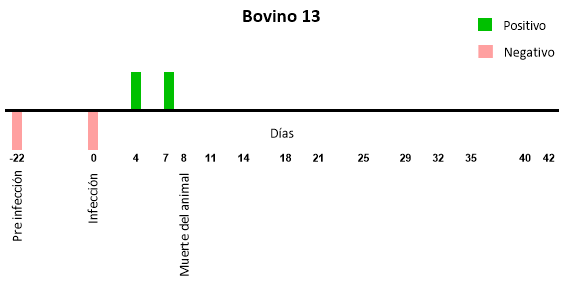 Bovino 13
Positivo
Negativo
Días
-22 0 4 7 8 11 14 18 21 25 29 32 35 40 42
Pre infección
Infección
Muerte del animal